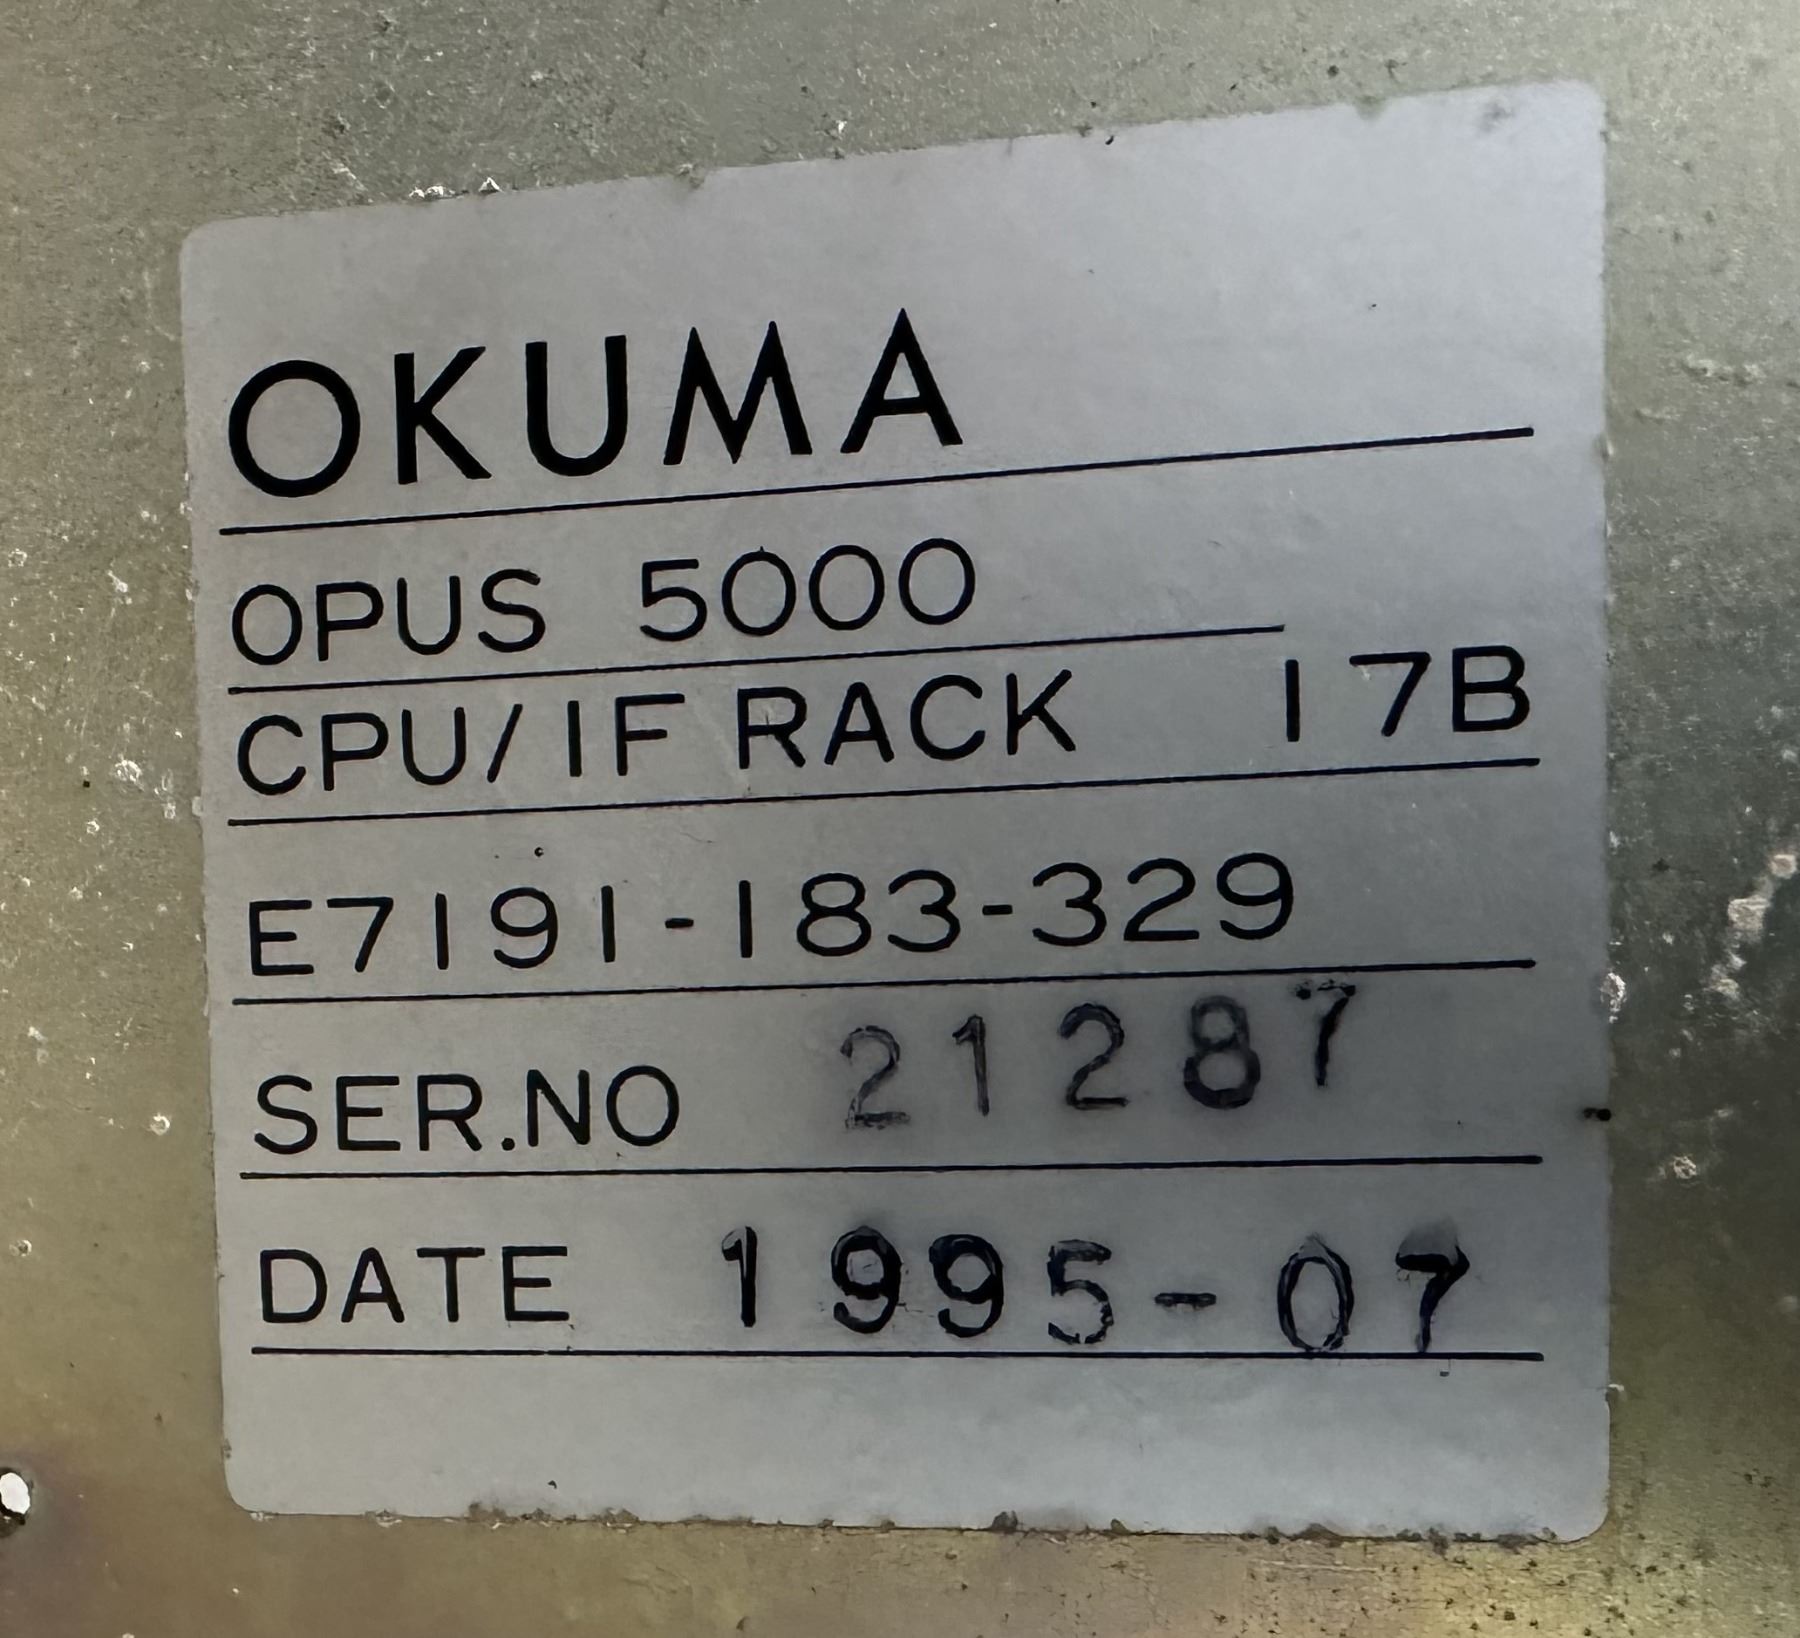 OKUMA
OPUS 5000
CPU/IF RACK 17B
E7191-183-329
SER.NO 21287
DATE 1995-07